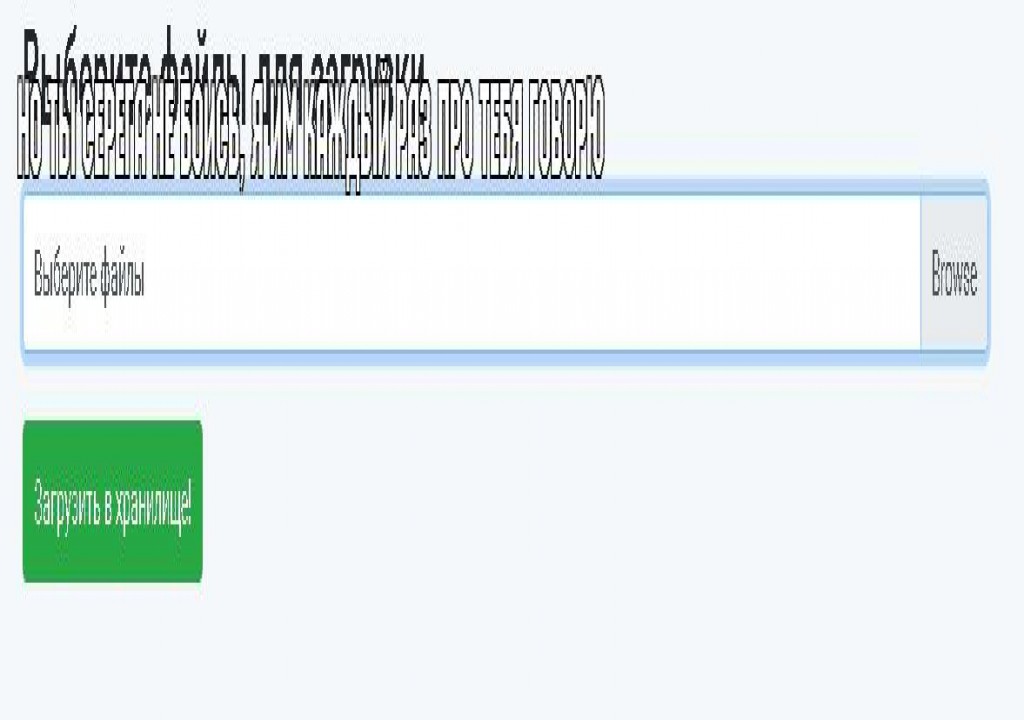 Выберите файлы для загрузки
НО ТЫ СЕРЕГА НЕ БОЙСЬ, Я ИМ КАЖДЫЙ РАЗ ПРО ТЕБЯ ГОВОРЮ
Выберите файлы
Browse
Загрузить в хранилище!